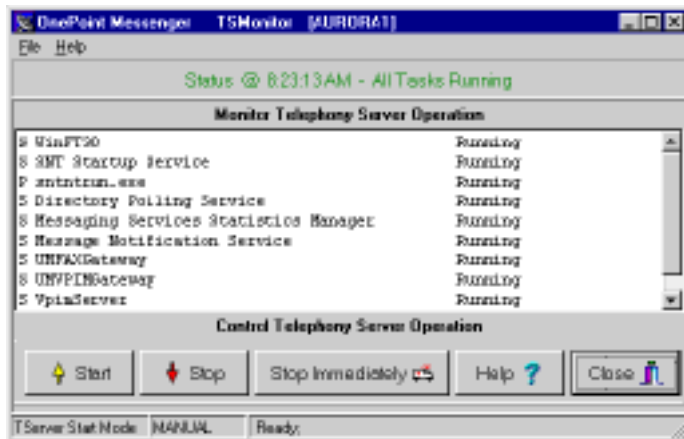 OnePoint Messenger TSMonitor [AURORA1]
File Help
Status @ 8:23:13 AM - All Tasks Running
Monitor Telephony Server Operation
S WinFT30 Running
S SNT Startup Service Running
P sntntrun.exe Running
S Directory Polling Service Running
S Messaging Services Statistics Manager Running
S Message Notification Service Running
S UMFAXGateway Running
S UMVPIMGateway Running
S VpimServer Running
Control Telephony Server Operation
Start Stop Stop Immediately Help ? Close
TServer Start Mode MANUAL Ready;